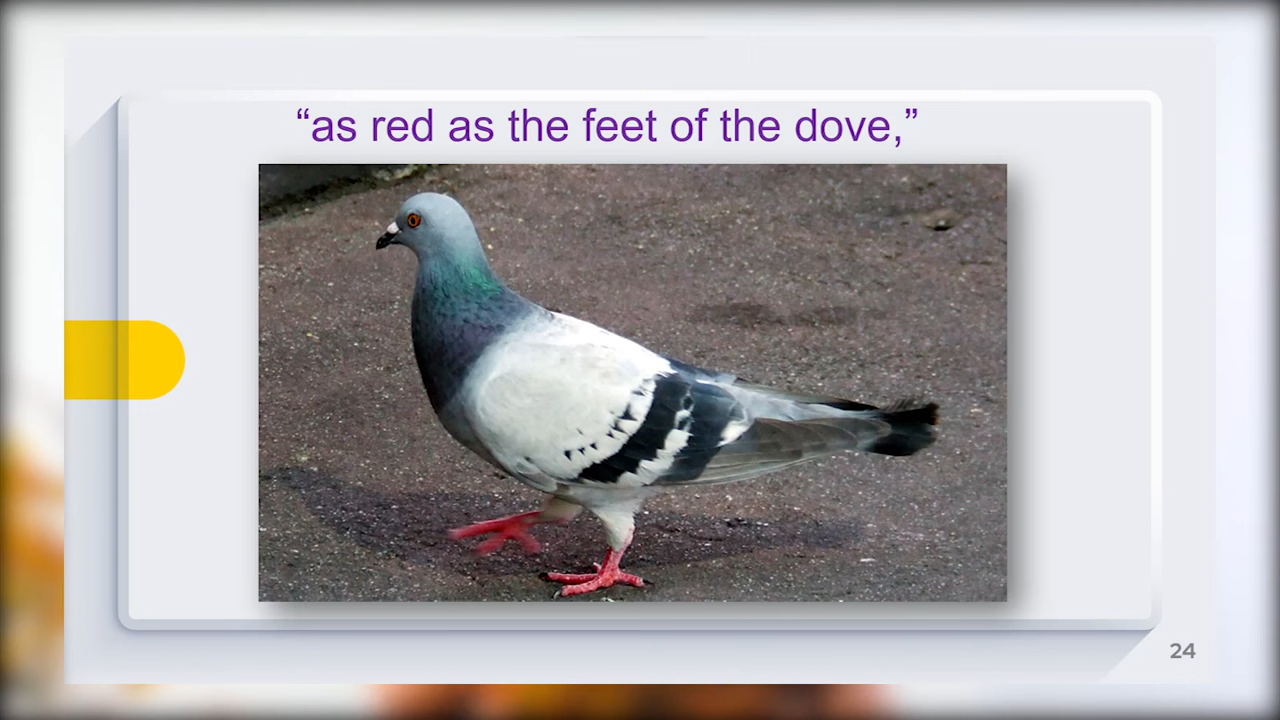 “as red as the feet of the dove,”
24